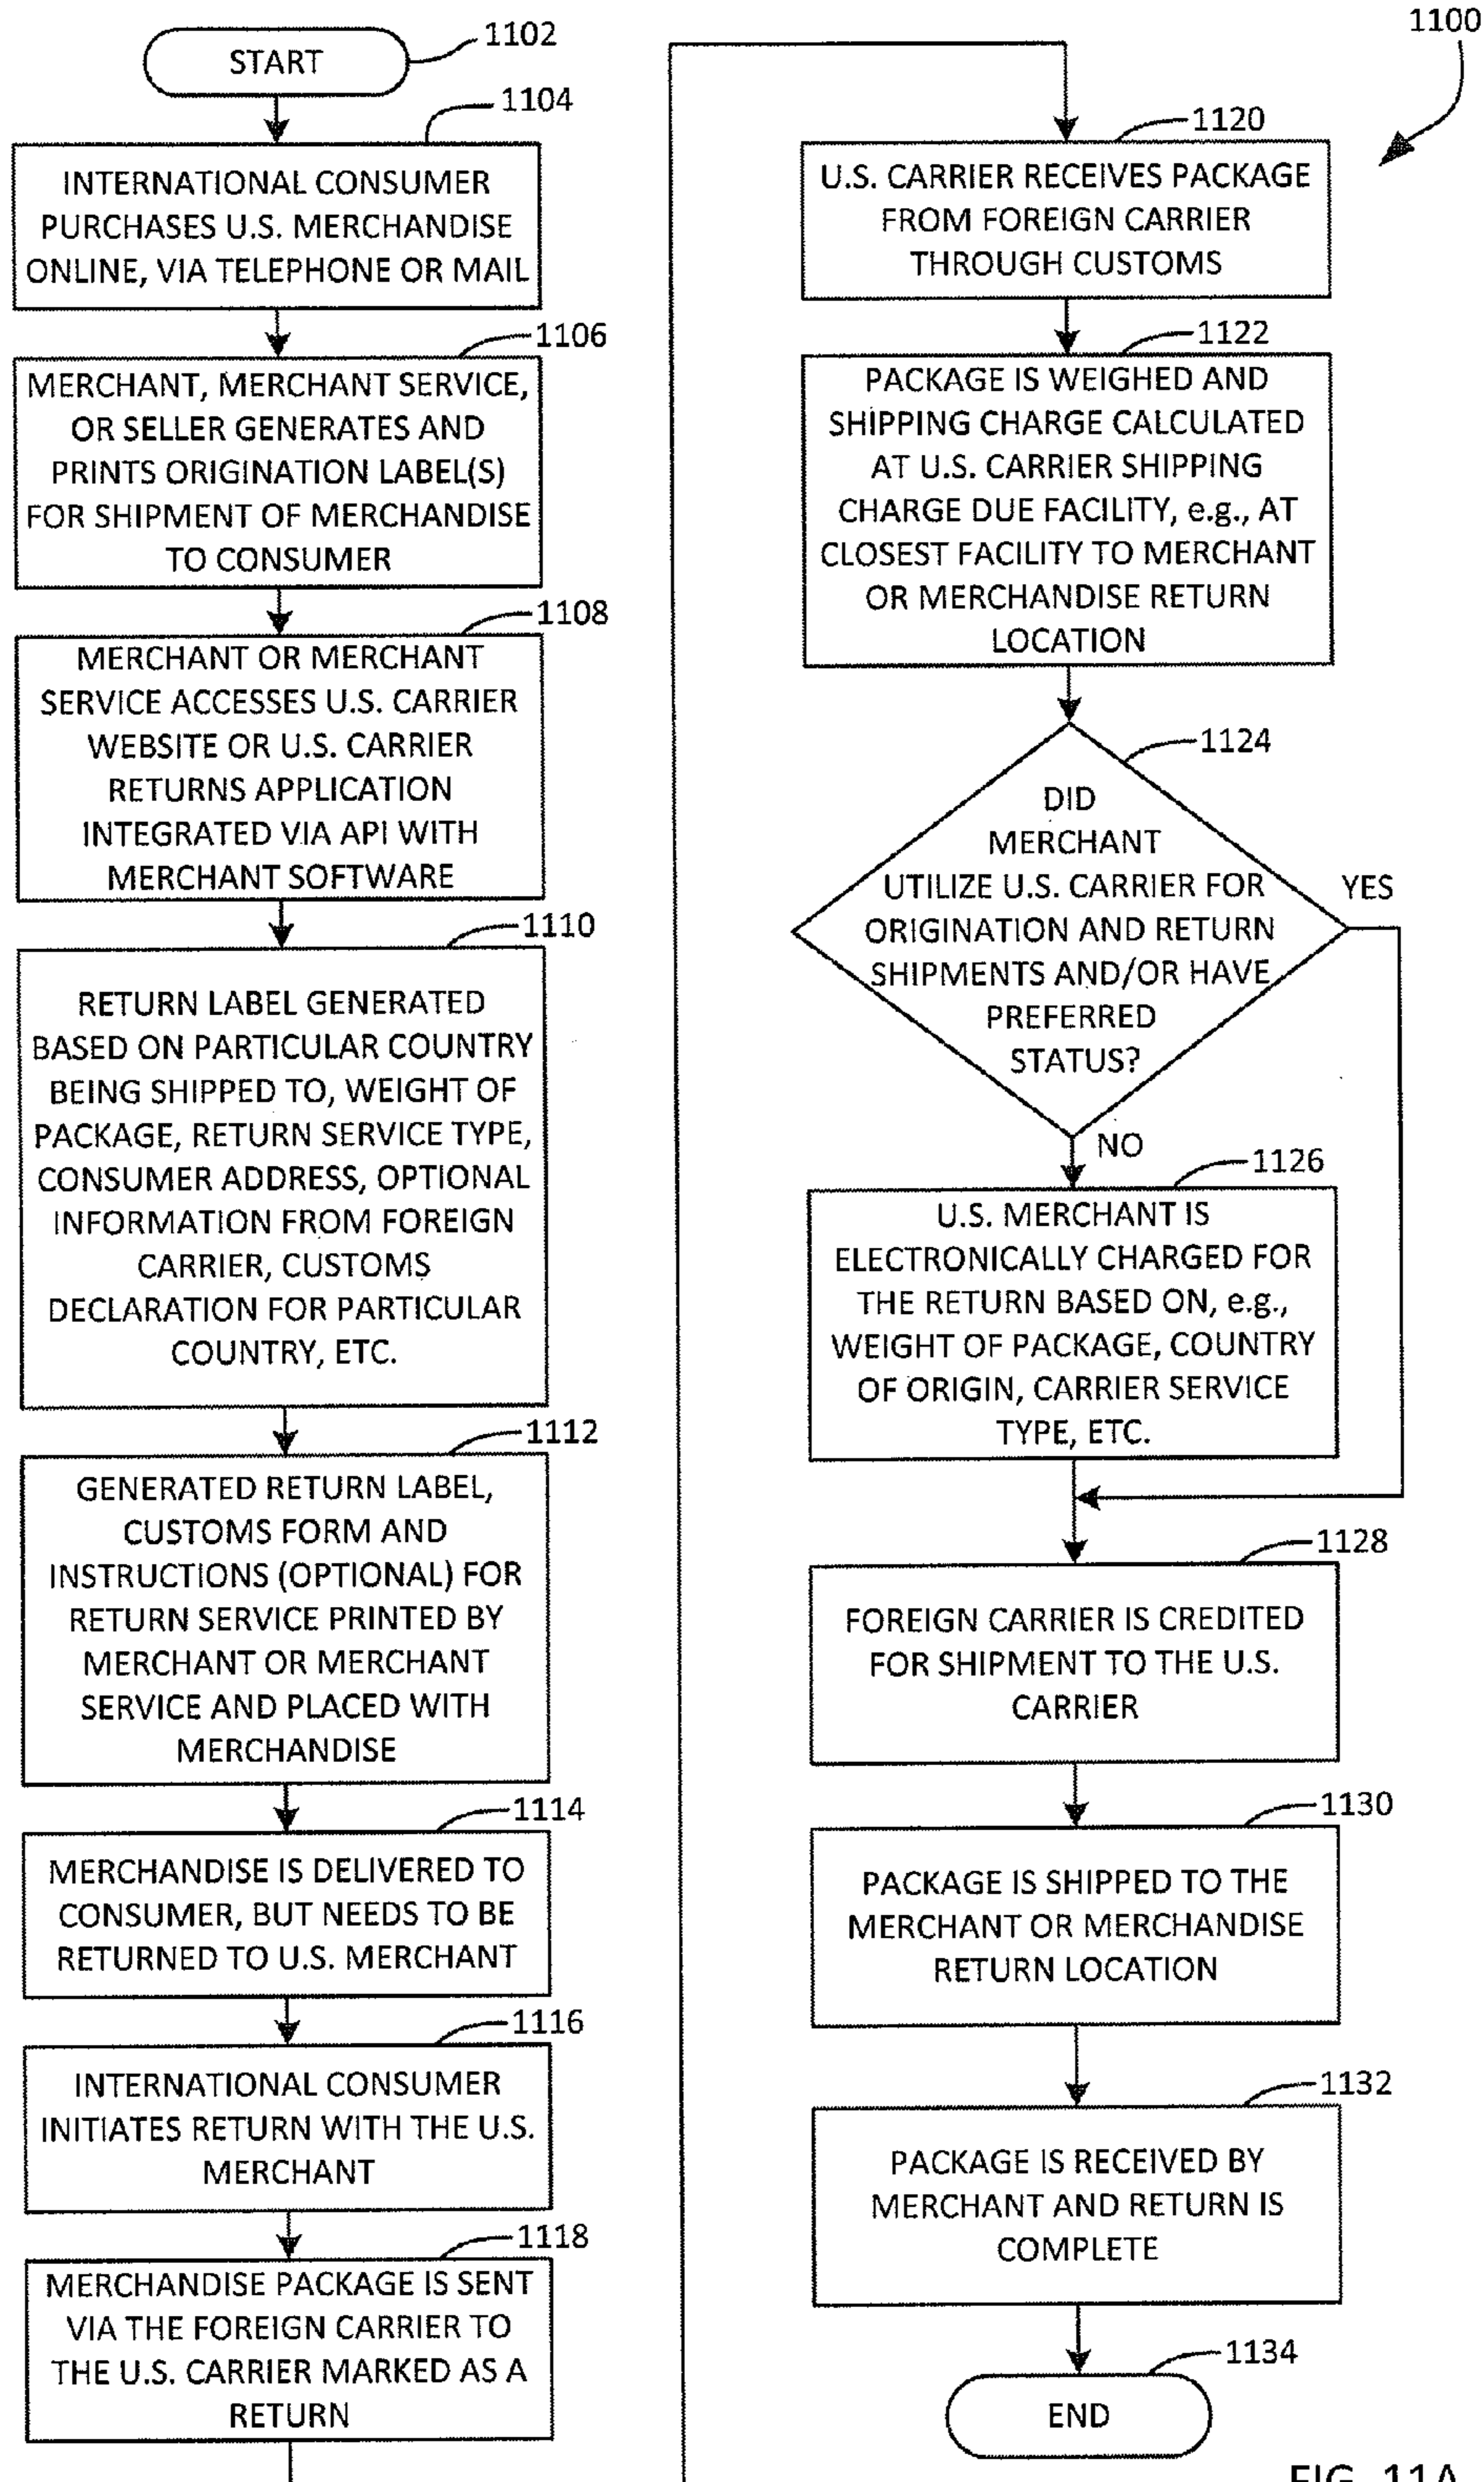 1100
START
1102
1104
INTERNATIONAL CONSUMER
PURCHASES U.S. MERCHANDISE
ONLINE, VIA TELEPHONE OR MAIL
1106
MERCHANT, MERCHANT SERVICE,
OR SELLER GENERATES AND
PRINTS ORIGINATION LABEL(S)
FOR SHIPMENT OF MERCHANDISE
TO CONSUMER
1108
MERCHANT OR MERCHANT
SERVICE ACCESSES U.S. CARRIER
WEBSITE OR U.S. CARRIER
RETURNS APPLICATION
INTEGRATED VIA API WITH
MERCHANT SOFTWARE
1110
RETURN LABEL GENERATED
BASED ON PARTICULAR COUNTRY
BEING SHIPPED TO, WEIGHT OF
PACKAGE, RETURN SERVICE TYPE,
CONSUMER ADDRESS, OPTIONAL
INFORMATION FROM FOREIGN
CARRIER, CUSTOMS
DECLARATION FOR PARTICULAR
COUNTRY, ETC.
1112
GENERATED RETURN LABEL,
CUSTOMS FORM AND
INSTRUCTIONS (OPTIONAL) FOR
RETURN SERVICE PRINTED BY
MERCHANT OR MERCHANT
SERVICE AND PLACED WITH
MERCHANDISE
1114
MERCHANDISE IS DELIVERED TO
CONSUMER, BUT NEEDS TO BE
RETURNED TO U.S. MERCHANT
1116
INTERNATIONAL CONSUMER
INITIATES RETURN WITH THE U.S.
MERCHANT
1118
MERCHANDISE PACKAGE IS SENT
VIA THE FOREIGN CARRIER TO
THE U.S. CARRIER MARKED AS A
RETURN
1120
U.S. CARRIER RECEIVES PACKAGE
FROM FOREIGN CARRIER
THROUGH CUSTOMS
1122
PACKAGE IS WEIGHED AND
SHIPPING CHARGE CALCULATED
AT U.S. CARRIER SHIPPING
CHARGE DUE FACILITY, e.g., AT
CLOSEST FACILITY TO MERCHANT
OR MERCHANDISE RETURN
LOCATION
1124
DID
MERCHANT
UTILIZE U.S. CARRIER FOR
ORIGINATION AND RETURN
SHIPMENTS AND/OR HAVE
PREFERRED
STATUS?
YES
NO
1126
U.S. MERCHANT IS
ELECTRONICALLY CHARGED FOR
THE RETURN BASED ON, e.g.,
WEIGHT OF PACKAGE, COUNTRY
OF ORIGIN, CARRIER SERVICE
TYPE, ETC.
1128
FOREIGN CARRIER IS CREDITED
FOR SHIPMENT TO THE U.S.
CARRIER
1130
PACKAGE IS SHIPPED TO THE
MERCHANT OR MERCHANDISE
RETURN LOCATION
1132
PACKAGE IS RECEIVED BY
MERCHANT AND RETURN IS
COMPLETE
1134
END
FIG. 11A